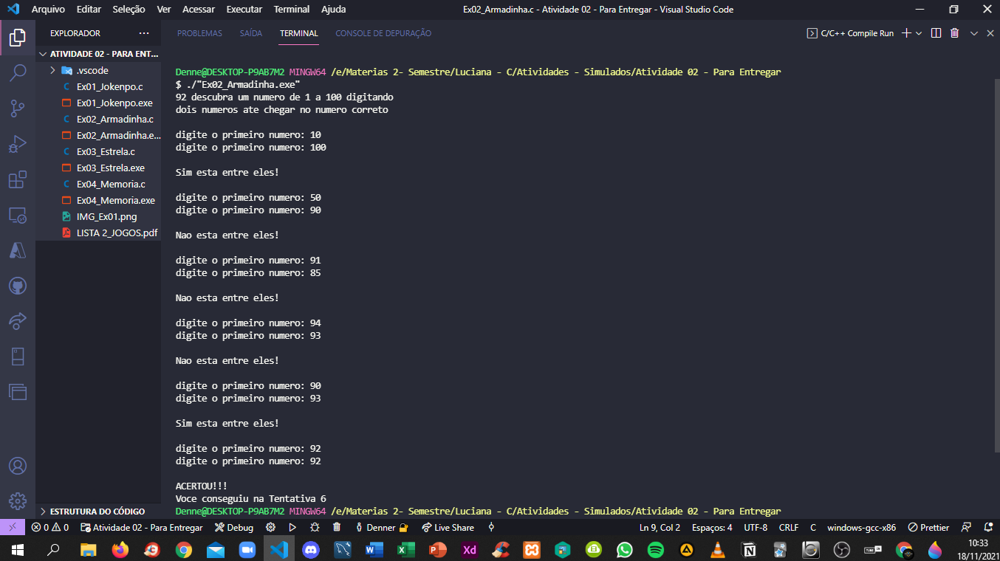 Arquivo Editar Seleção Ver Acessar Executar Terminal Ajuda Ex02_Armadinha.c - Atividade 02 - Para Entregar - Visual Studio Code
EXPLORADOR ... PROBLEMAS SAÍDA TERMINAL CONSOLE DE DEPURAÇÃO C/C++ Compile Run
ATIVIDADE 02 - PARA ENT...
.vscode
C Ex01_Jokenpo.c
Ex01_Jokenpo.exe
C Ex02_Armadinha.c
Ex02_Armadinha.e...
C Ex03_Estrela.c
Ex03_Estrela.exe
C Ex04_Memoria.c
Ex04_Memoria.exe
IMG_Ex01.png
LISTA 2_JOGOS.pdf
ESTRUTURA DO CÓDIGO
Denne@DESKTOP-P9AB7M2 MINGW64 /e/Materias 2- Semestre/Luciana - C/Atividades - Simulados/Atividade 02 - Para Entregar
$ ./"Ex02_Armadinha.exe"
92 descubra um numero de 1 a 100 digitando
dois numeros ate chegar no numero correto
digite o primeiro numero: 10
digite o primeiro numero: 100
Sim esta entre eles!
digite o primeiro numero: 50
digite o primeiro numero: 90
Nao esta entre eles!
digite o primeiro numero: 91
digite o primeiro numero: 85
Nao esta entre eles!
digite o primeiro numero: 94
digite o primeiro numero: 93
Nao esta entre eles!
digite o primeiro numero: 90
digite o primeiro numero: 93
Sim esta entre eles!
digite o primeiro numero: 92
digite o primeiro numero: 92
ACERTOU!!!
Voce conseguiu na Tentativa 6
Denne@DESKTOP-P9AB7M2 MINGW64 /e/Materias 2- Semestre/Luciana - C/Atividades - Simulados/Atividade 02 - Para Entregar
0 0 Atividade 02 - Para Entregar Debug Denner Live Share Ln 9, Col 2 Espaços: 4 UTF-8 CRLF C windows-gcc-x86 Prettier
Xd
10:33
18/11/2021